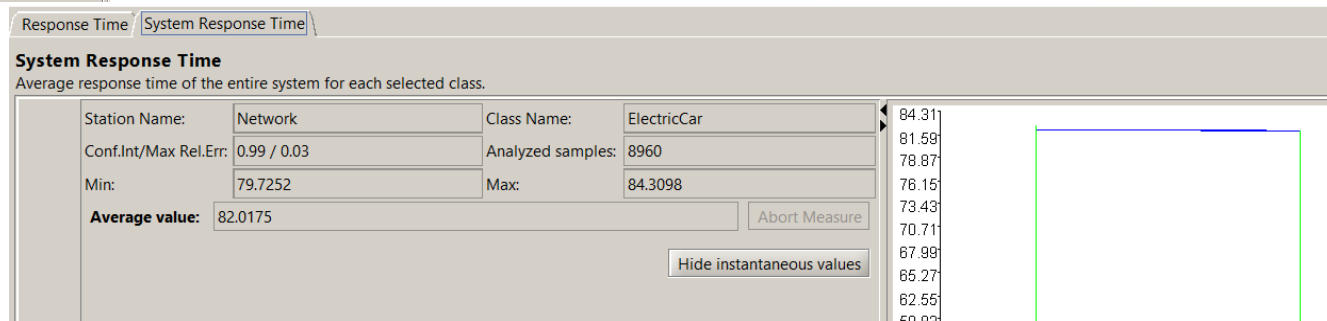 Response Time System Response Time
System Response Time
Average response time of the entire system for each selected class.
Station Name: Network Class Name: ElectricCar
Conf.Int/Max Rel.Err: 0.99 / 0.03 Analyzed samples: 8960
Min: 79.7252 Max: 84.3098
Average value: 82.0175 Abort Measure
Hide instantaneous values
84.31
81.59
78.87
76.15
73.43
70.71
67.99
65.27
62.55